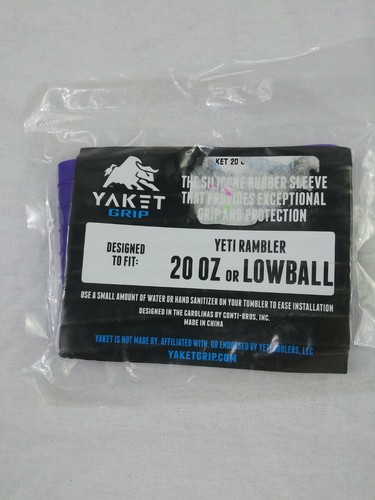 KET 20
YAKET
GRIP
THE SILICONE RUBBER SLEEVE
THAT PROVIDES EXCEPTIONAL
GRIP AND PROTECTION
DESIGNED
TO FIT:
YETI RAMBLER
20 OZ OR LOWBALL
USE A SMALL AMOUNT OF WATER OR HAND SANITIZER ON YOUR TUMBLER TO EASE INSTALLATION
DESIGNED IN THE CAROLINAS BY CONTI-BROS, INC.
MADE IN CHINA
YAKET IS NOT MADE BY, AFFILIATED WITH, OR ENDORSED BY YETI COOLERS, LLC
YAKETGRIP.COM